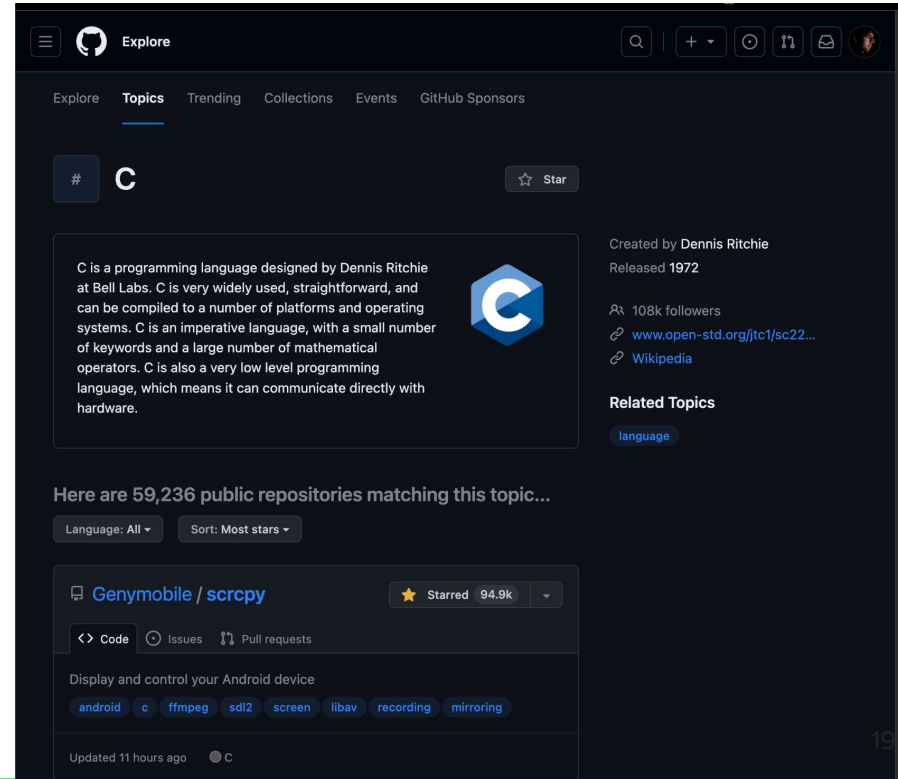 Explore
Explore Topics Trending Collections Events GitHub Sponsors
# C
Star
C is a programming language designed by Dennis Ritchie
at Bell Labs. C is very widely used, straightforward, and
can be compiled to a number of platforms and operating
systems. C is an imperative language, with a small number
of keywords and a large number of mathematical
operators. C is also a very low level programming
language, which means it can communicate directly with
hardware.
C
Created by Dennis Ritchie
Released 1972
108k followers
www.open-std.org/jtc1/sc22...
Wikipedia
Related Topics
language
Here are 59,236 public repositories matching this topic...
Language: All Sort: Most stars
Genymobile / scrcpy
Starred 94.9k
<> Code Issues Pull requests
Display and control your Android device
android c ffmpeg sdl2 screen libav recording mirroring
Updated 11 hours ago C
19